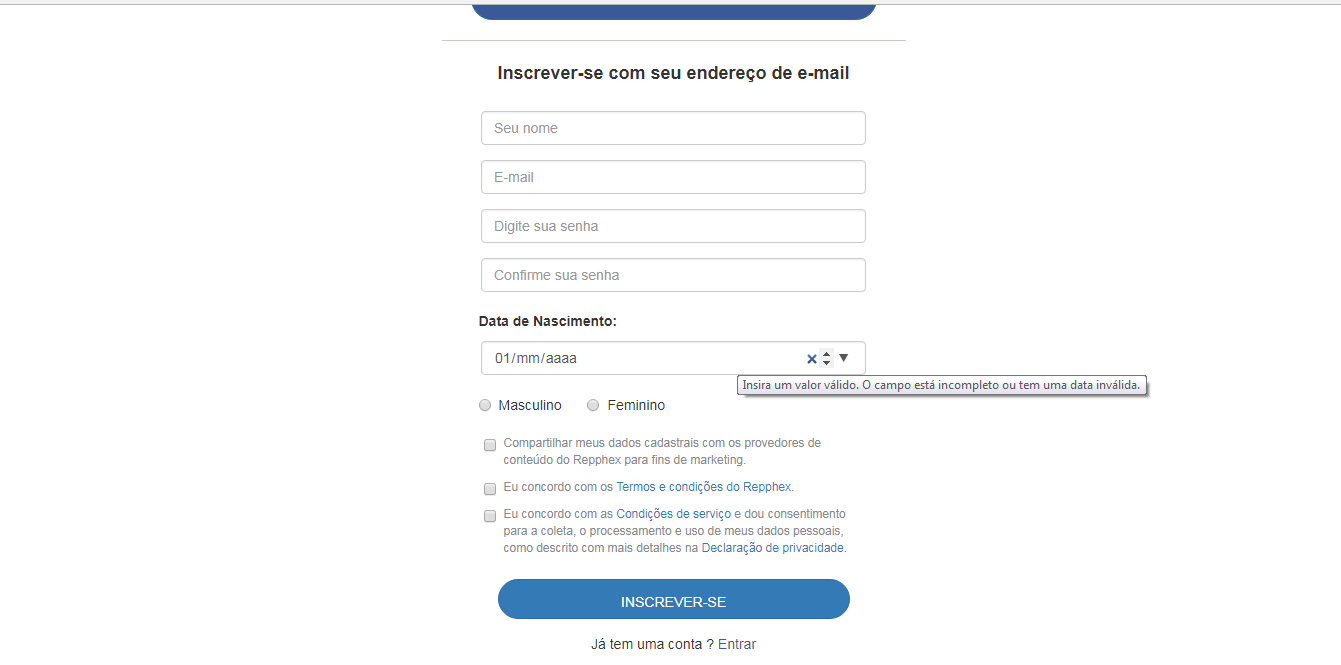 Inscrever-se com seu endereço de e-mail
Seu nome
E-mail
Digite sua senha
Confirme sua senha
Data de Nascimento:
01/mm/aaaa
Insira um valor válido. O campo está incompleto ou tem uma data inválida.
Masculino Feminino
Compartilhar meus dados cadastrais com os provedores de
conteúdo do Repphex para fins de marketing.
Eu concordo com os Termos e condições do Repphex.
Eu concordo com as Condições de serviço e dou consentimento
para a coleta, o processamento e uso de meus dados pessoais,
como descrito com mais detalhes na Declaração de privacidade.
INSCREVER-SE
Já tem uma conta ? Entrar